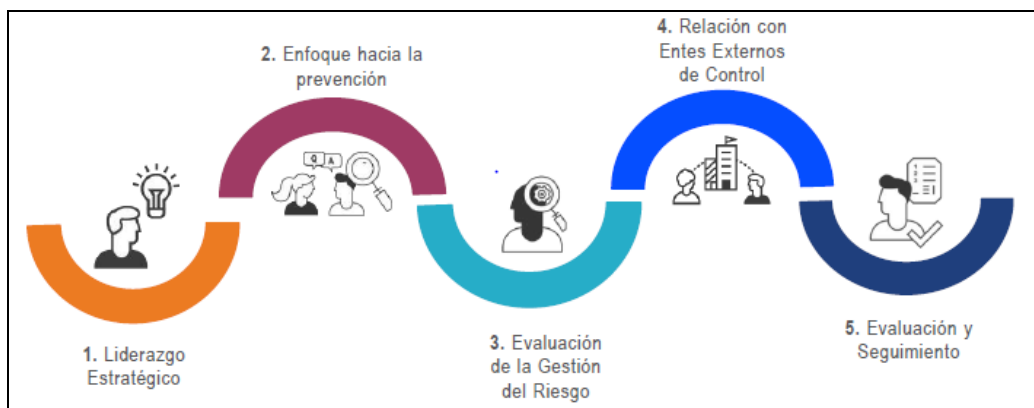 1. Liderazgo
Estratégico
2. Enfoque hacia la
prevención
Q A
3. Evaluación
de la Gestión
del Riesgo
4. Relación con
Entes Externos
de Control
5. Evaluación y
Seguimiento